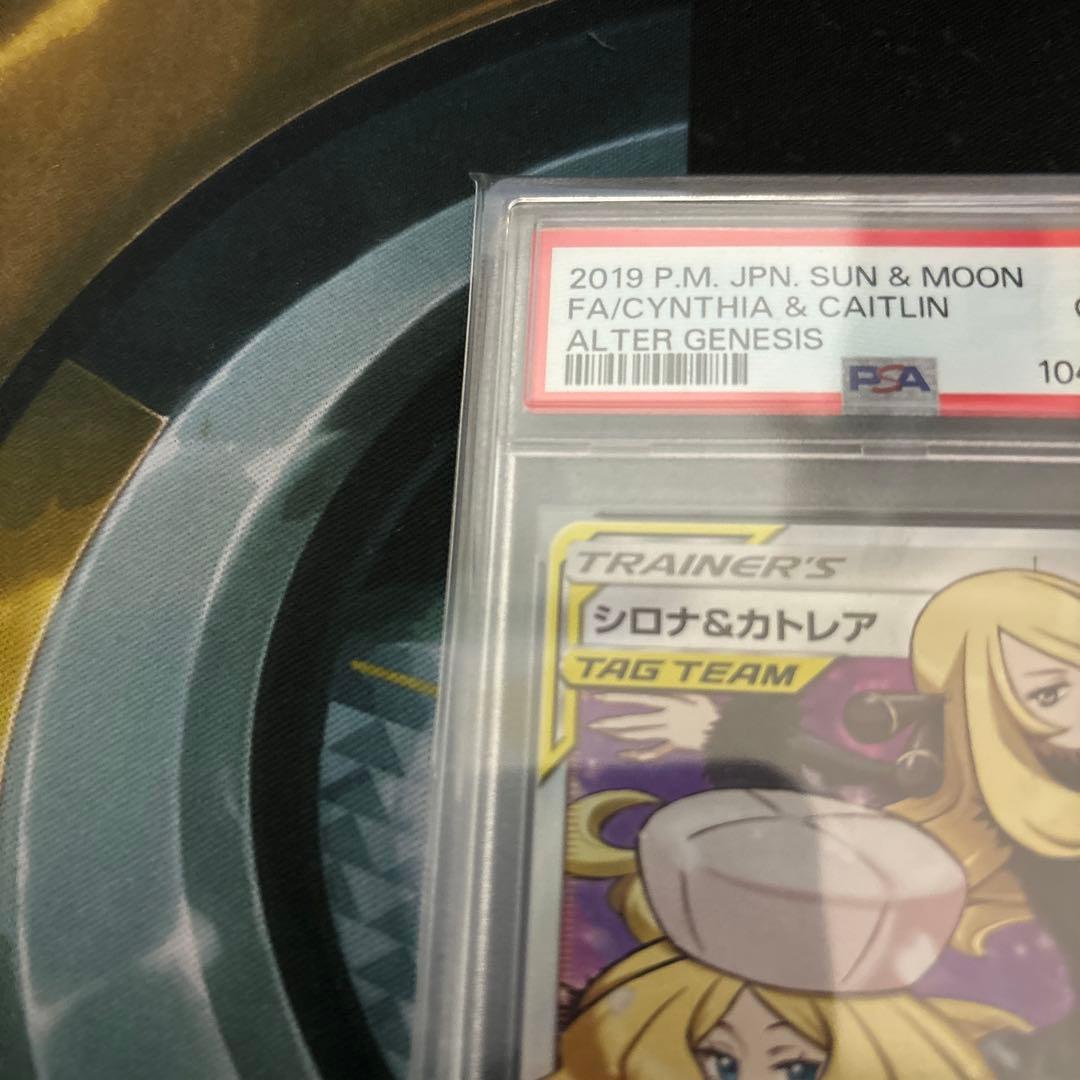 2019 P.M. JPN. SUN & MOON
FA/CYNTHIA & CAITLIN
ALTER GENESIS
PSA
104
TRAINER'S
シロナ&カトレア
TAG TEAM